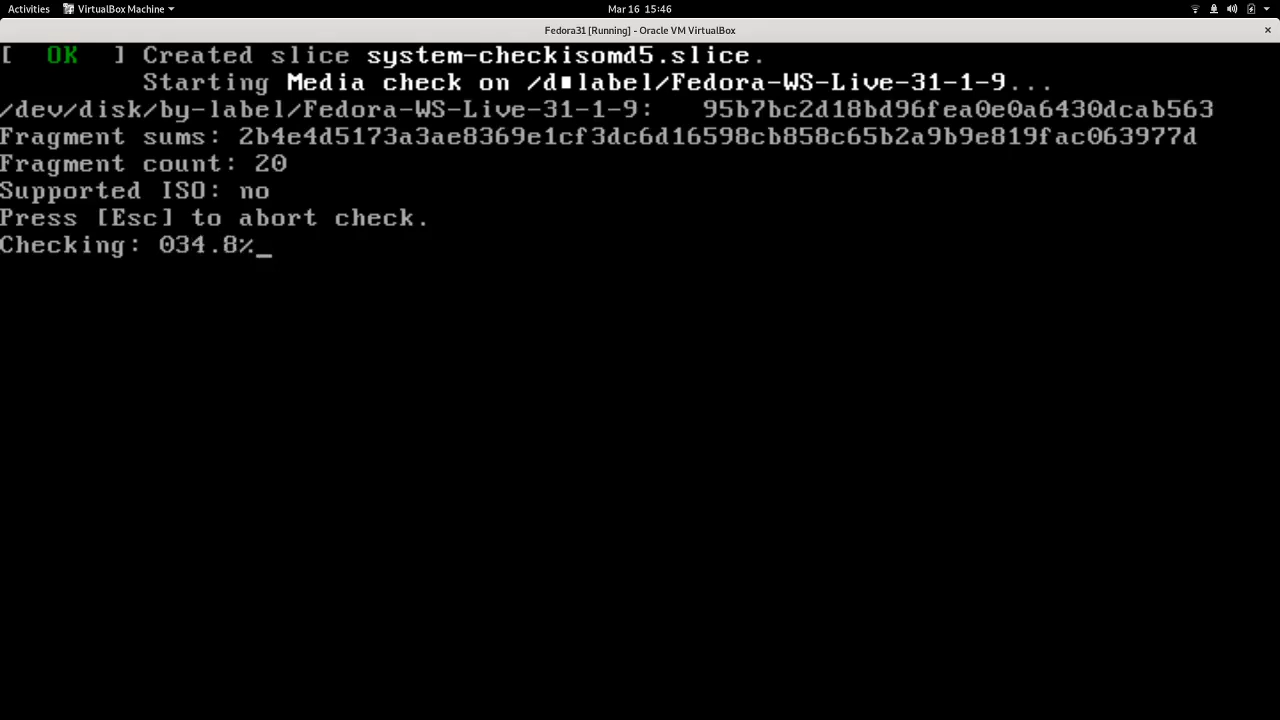 Activities VirtualBox Machine Mar 16 15:46
Fedora31 [Running] - Oracle VM VirtualBox ×
[ OK ] Created slice system-checkisomd5.slice.
Starting Media check on /d■label/Fedora-WS-Live-31-1-9...
/dev/disk/by-label/Fedora-WS-Live-31-1-9: 95b7bc2d18bd96fea0e0a6430dcab563
Fragment sums: 2b4e4d5173a3ae8369e1cf3dc6d16598cb858c65b2a9b9e819fac063977d
Fragment count: 20
Supported ISO: no
Press [Esc] to abort check.
Checking: 034.8%_